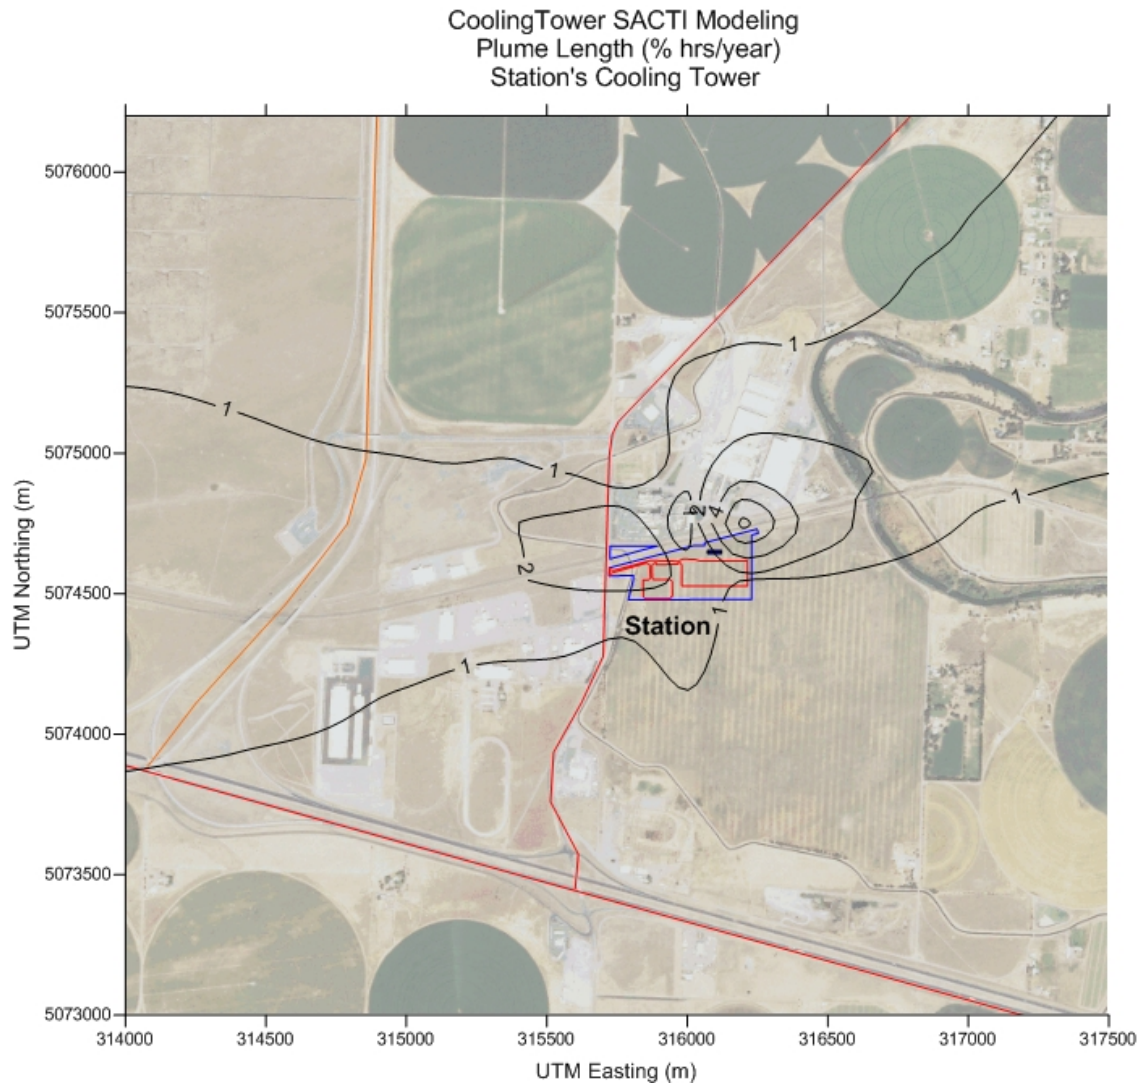 CoolingTower SACTI Modeling
Plume Length (% hrs/year)
Station's Cooling Tower
5076000
5075500
1
1
5075000
1
1
2
4
2
5074500
Station
1
1
5074000
5073500
5073000
314000 314500 315000 315500 316000 316500 317000 317500
UTM Easting (m)
UTM Northing (m)